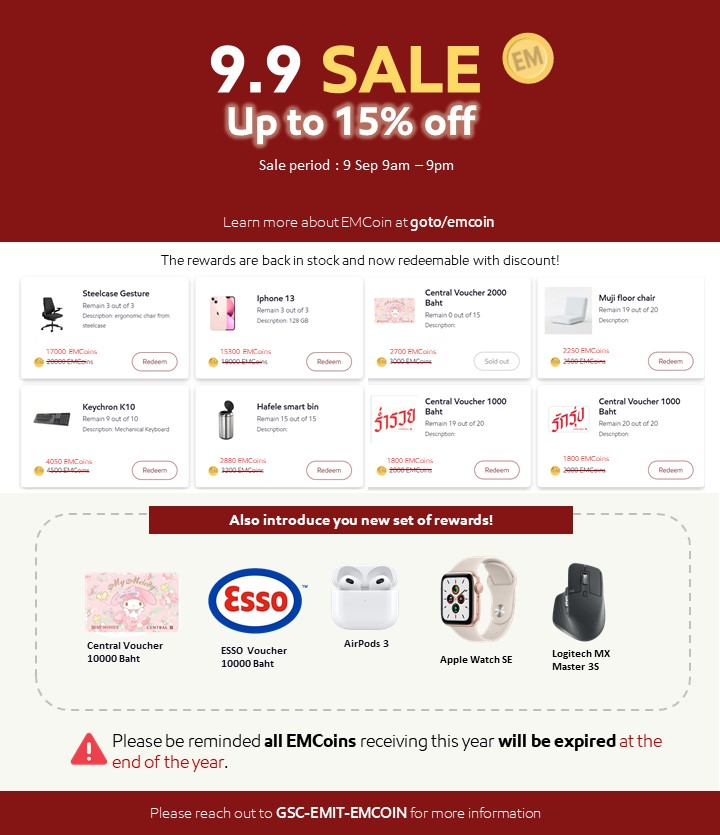 9.9 SALE
EM
Up to 15% off
Sale period : 9 Sep 9am – 9pm
Learn more about EMCoin at goto/emcoin
The rewards are back in stock and now redeemable with discount!
Steelcase Gesture
Remain 3 out of 3
Description: ergonomic chair from
steelcase
17000 EMCoins
20000 EMCoins
Redeem
Iphone 13
Remain 3 out of 3
Description: 128 GB
15300 EMCoins
18000 EMCoins
Redeem
Central Voucher 2000
Baht
Remain 0 out of 15
Description:
2700 EMCoins
3000 EMCoins
Sold out
Muji floor chair
Remain 19 out of 20
Description:
2250 EMCoins
2500 EMCoins
Redeem
Keychron K10
Remain 9 out of 10
Description: Mechanical Keyboard
4050 EMCoins
4500 EMCoins
Redeem
Hafele smart bin
Remain 15 out of 15
Description:
2880 EMCoins
3200 EMCoins
Redeem
ร่ำรวย
Central Voucher 1000
Baht
Remain 19 out of 20
Description:
1800 EMCoins
2000 EMCoins
Redeem
รักรุ่ง
Central Voucher 1000
Baht
Remain 20 out of 20
Description:
1800 EMCoins
2000 EMCoins
Redeem
Also introduce you new set of rewards!
My Melody
CENTRAL
Central Voucher
10000 Baht
Esso
™
ESSO Voucher
10000 Baht
AirPods 3
Apple Watch SE
Logitech MX
Master 3S
Please be reminded all EMCoins receiving this year will be expired at the
end of the year.
Please reach out to GSC-EMIT-EMCOIN for more information